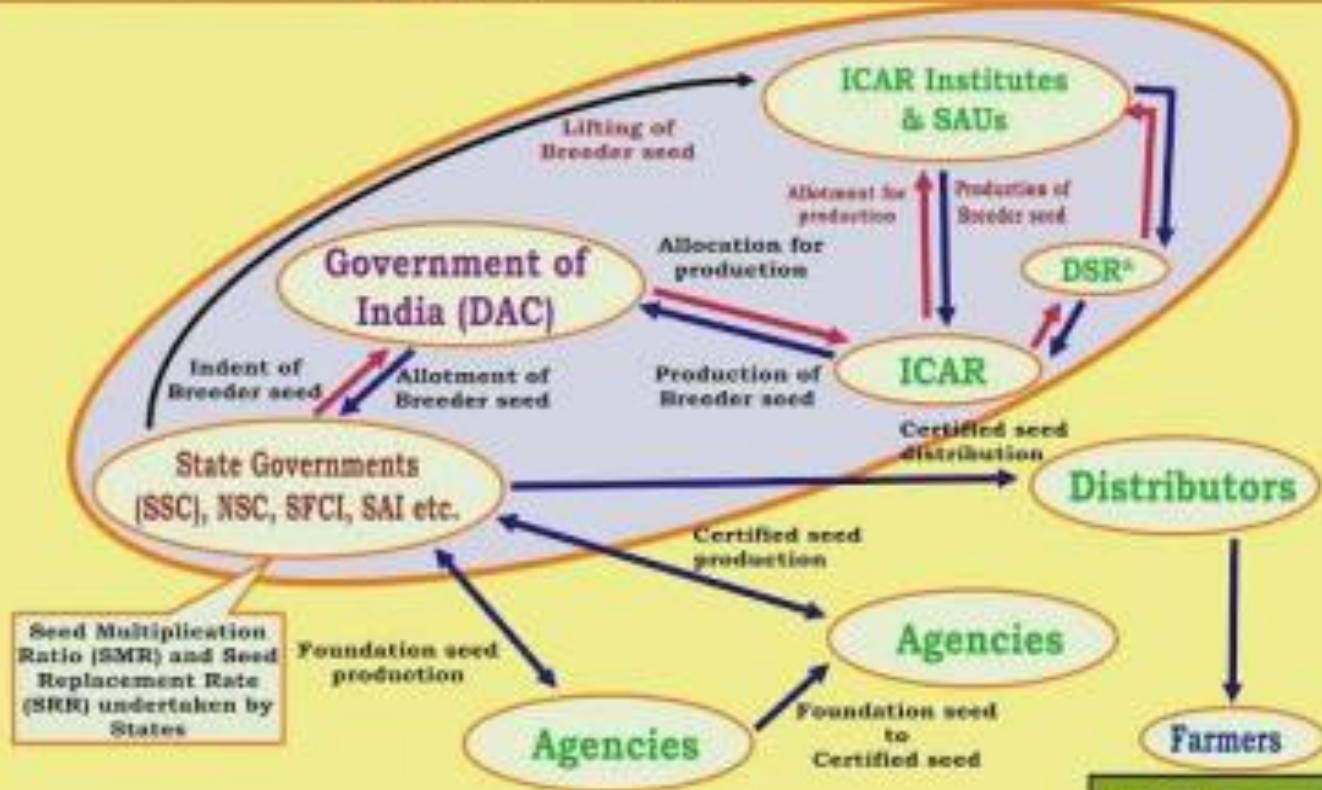 ICAR Institutes
& SAUs
Lifting of
Breeder seed
Allotment for
production
Production of
Breeder seed
Government of
India (DAC)
Allocation for
production
DSR*
Indent of
Breeder seed
Allotment of
Breeder seed
Production of
Breeder seed
ICAR
State Governments
(SSC), NSC, SFCI, SAI etc.
Certified seed
distribution
Distributors
Certified seed
production
Seed Multiplication
Ratio (SMR) and Seed
Replacement Rate
(SRR) undertaken by
States
Foundation seed
production
Agencies
Agencies
Foundation seed
to
Certified seed
Farmers